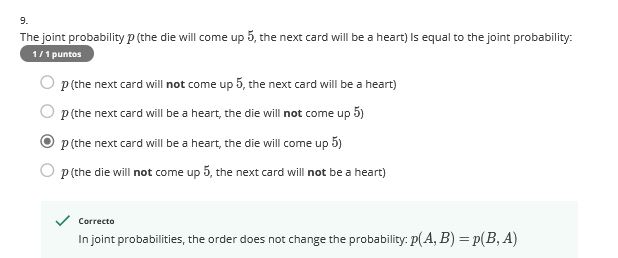 9.
The joint probability p (the die will come up 5, the next card will be a heart) Is equal to the joint probability:
1 / 1 puntos
p (the next card will not come up 5, the next card will be a heart)
p (the next card will be a heart, the die will not come up 5)
p (the next card will be a heart, the die will come up 5)
p (the die will not come up 5, the next card will not be a heart)
Correcto
In joint probabilities, the order does not change the probability: p(A, B) = p(B, A)